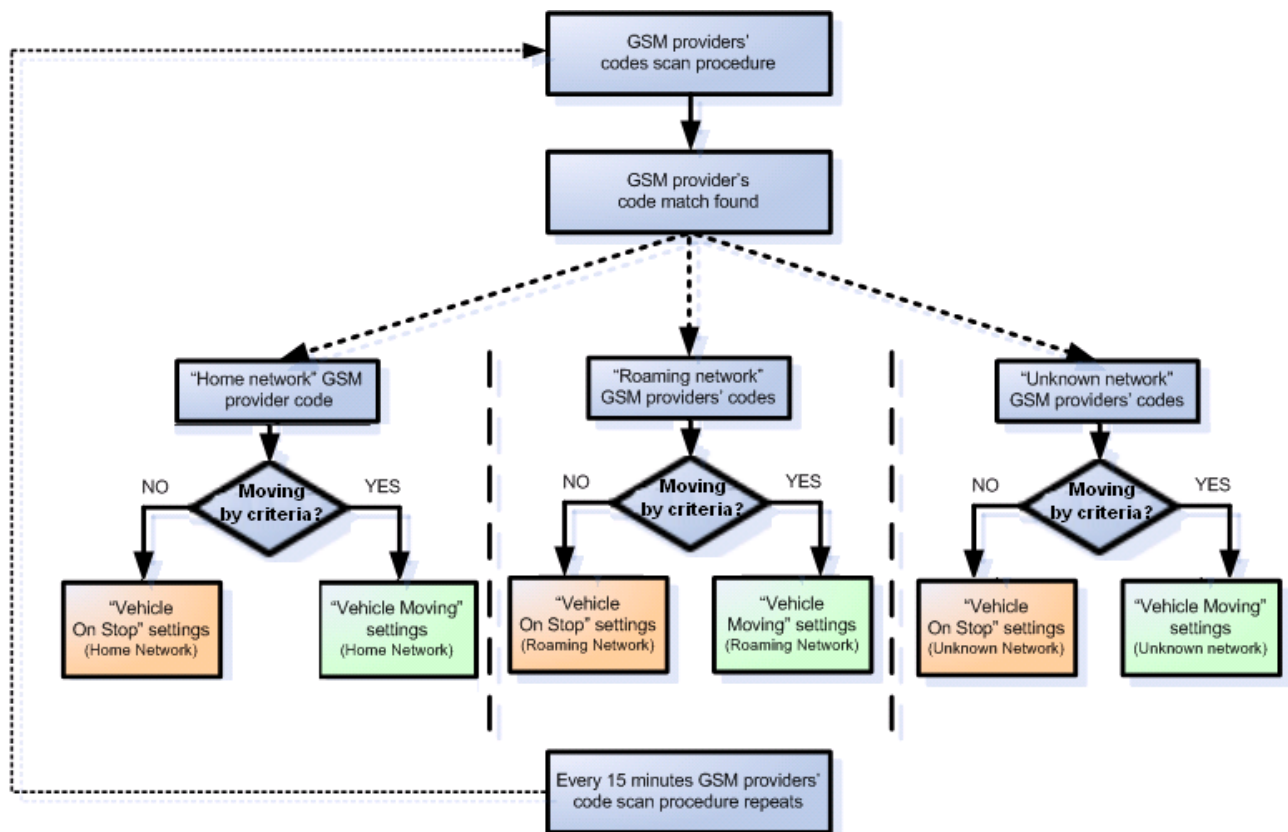 GSM providers'
codes scan procedure
GSM provider's
code match found
"Home network" GSM
provider code
"Roaming network"
GSM providers' codes
"Unknown network"
GSM providers' codes
NO
Moving
by criteria?
YES
NO
Moving
by criteria?
YES
NO
Moving
by criteria?
YES
"Vehicle
On Stop" settings
(Home Network)
"Vehicle Moving"
settings
(Home Network)
"Vehicle
On Stop" settings
(Roaming Network)
"Vehicle
Moving" settings
(Roaming Network)
"Vehicle
On Stop" settings
(Unknown Network)
"Vehicle Moving"
settings
(Unknown network)
Every 15 minutes GSM providers'
code scan procedure repeats